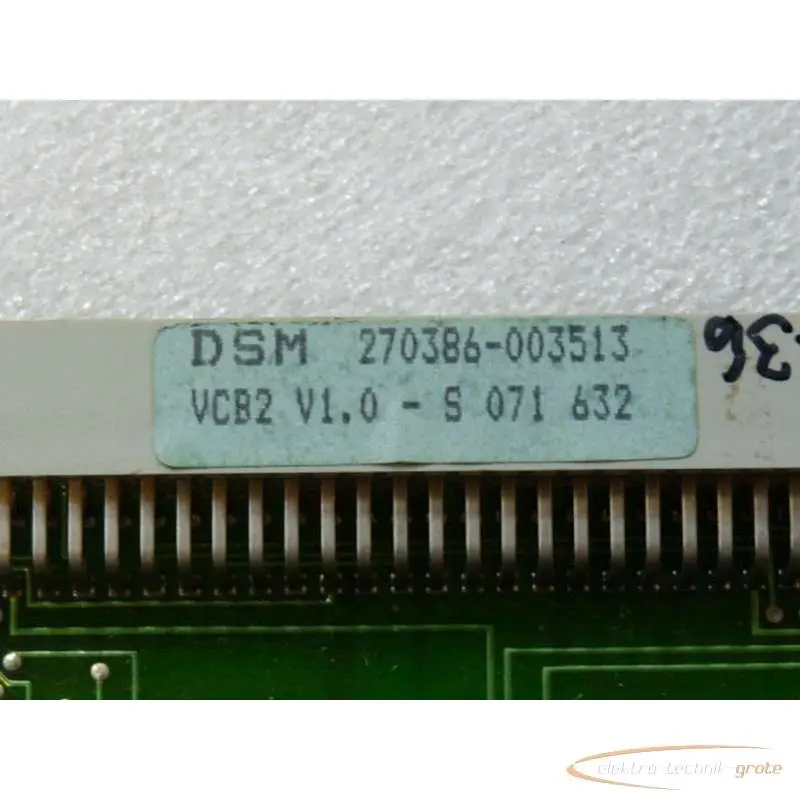 DSM 270386-003513
VCB2 V1.0 - S 071 632
36
elektro-technik-grote